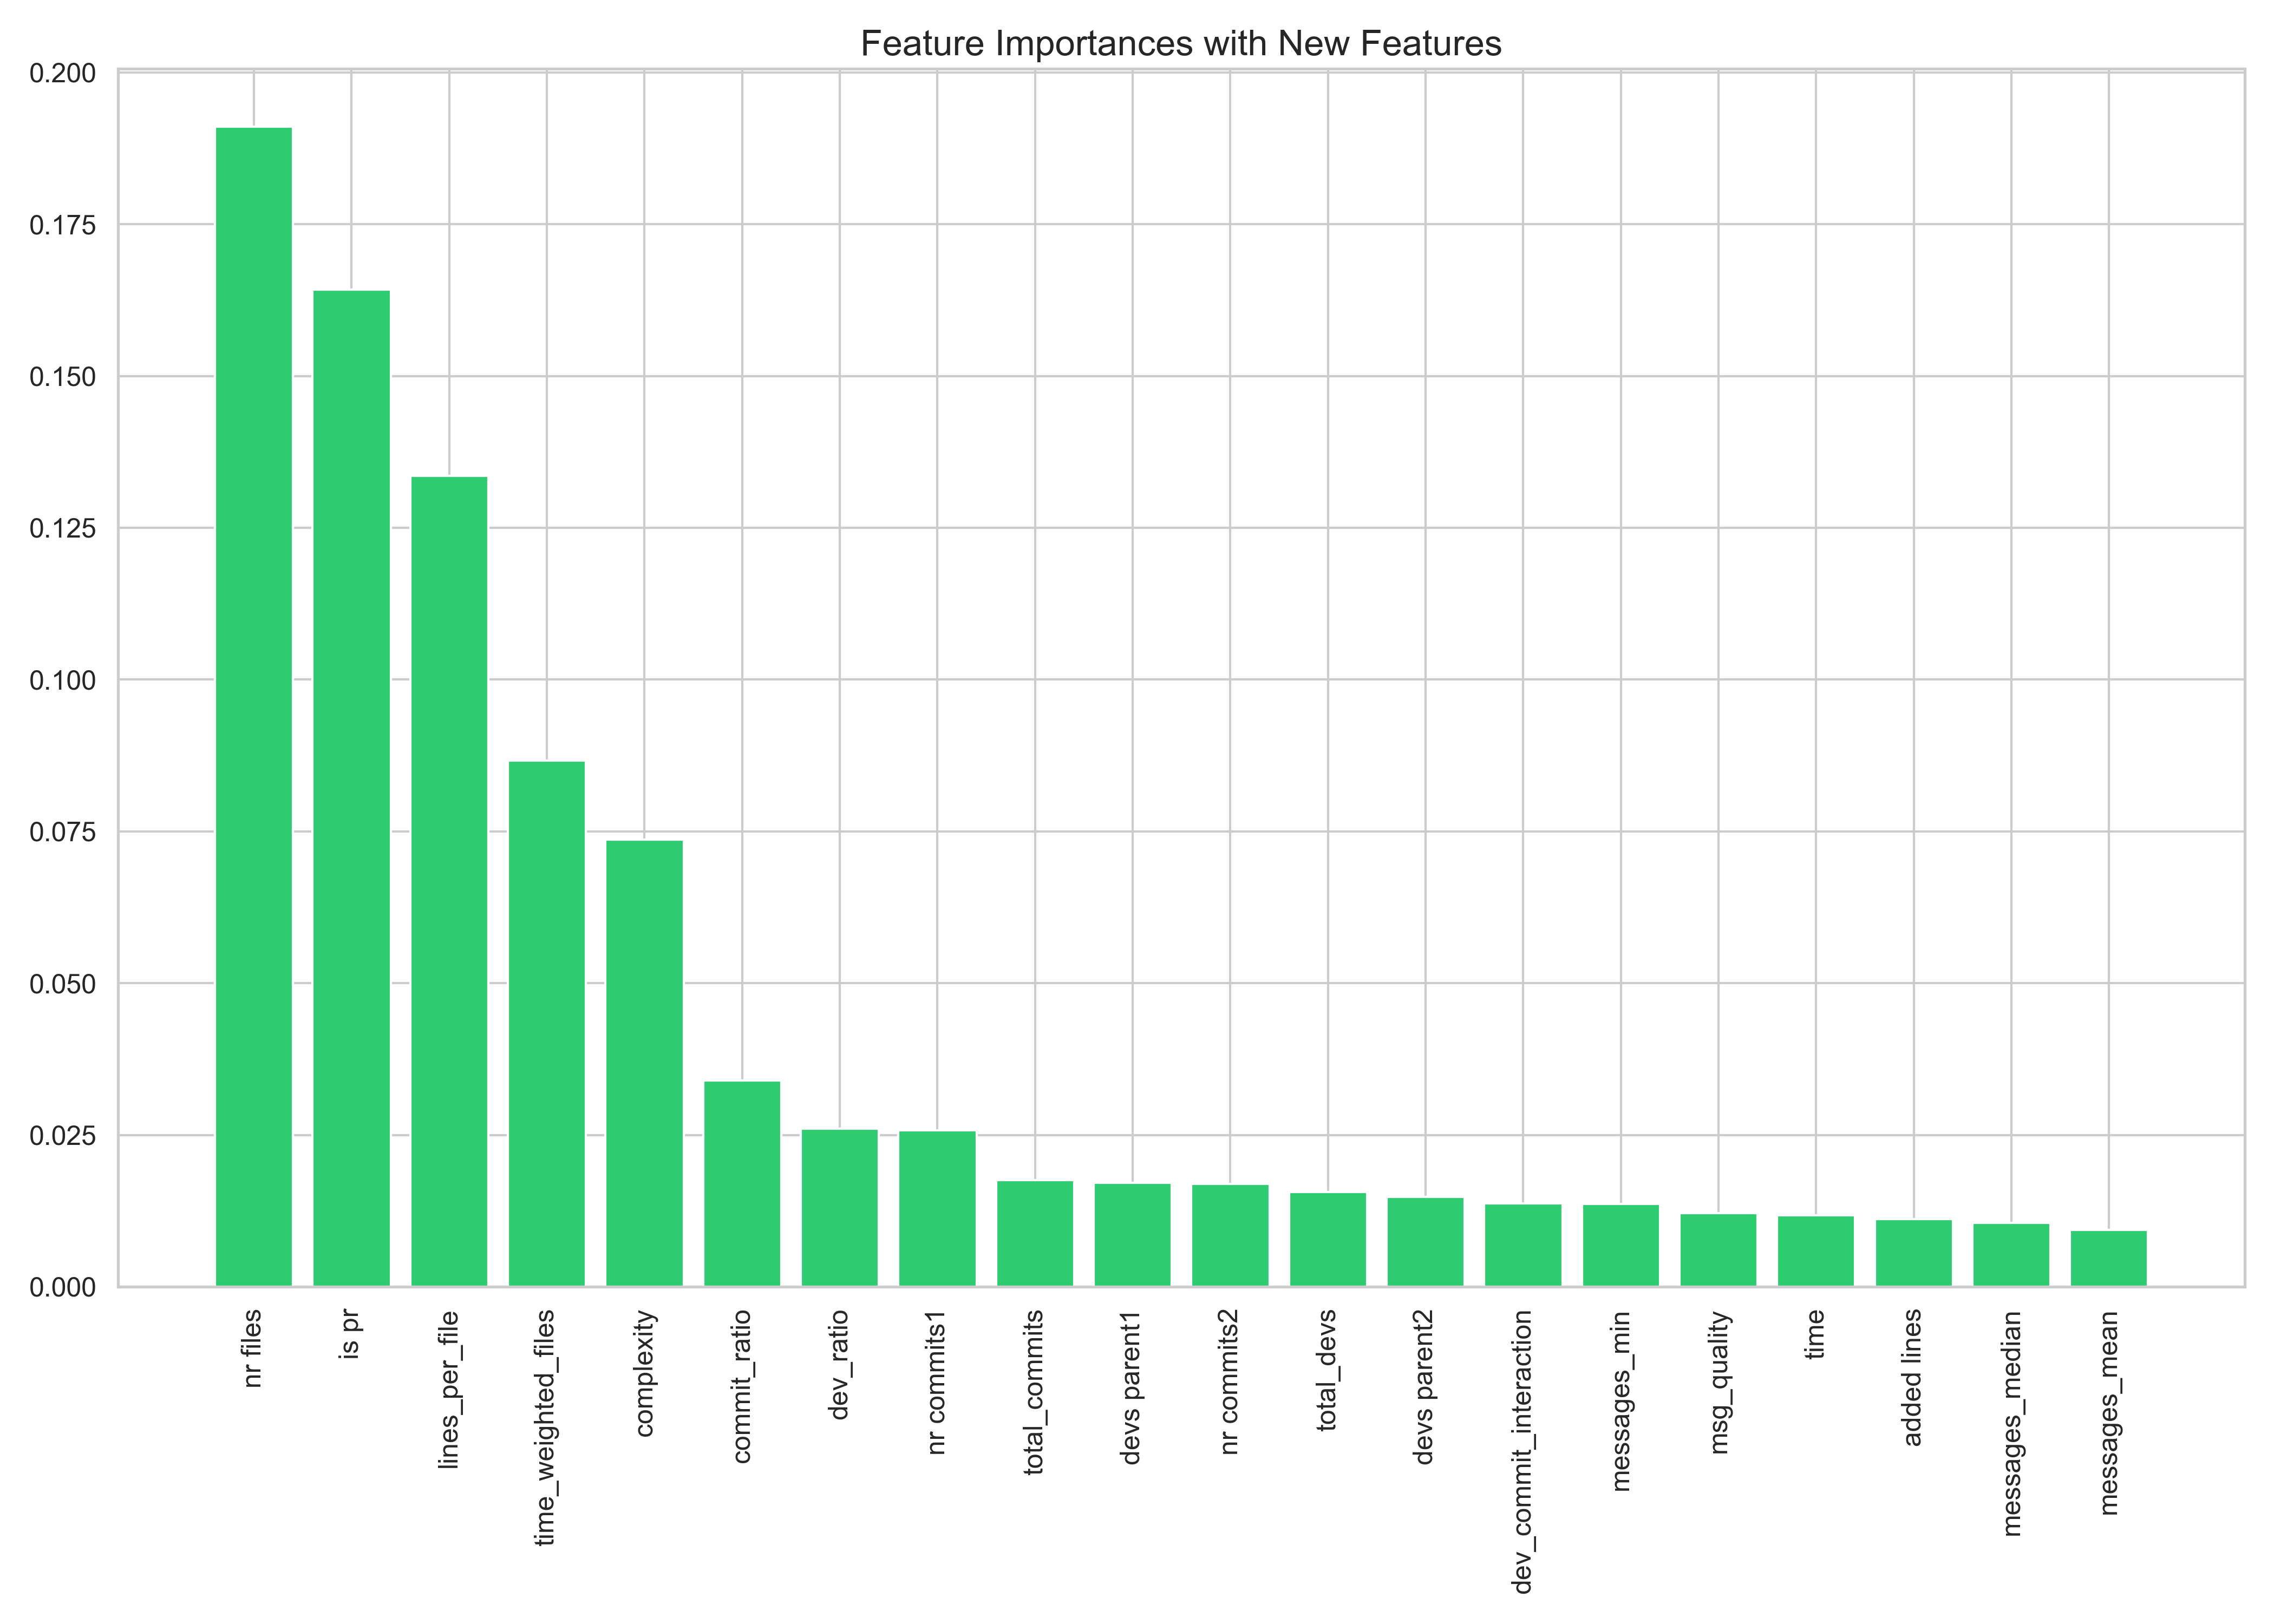 Feature Importances with New Features
0.200
0.175
0.150
0.125
0.100
0.075
0.050
0.025
0.000
nr files
is pr
lines_per_file
time_weighted_files
complexity
commit_ratio
dev_ratio
nr commits1
total_commits
devs parent1
nr commits2
total_devs
devs parent2
dev_commit_interaction
messages_min
msg_quality
time
added lines
messages_median
messages_mean